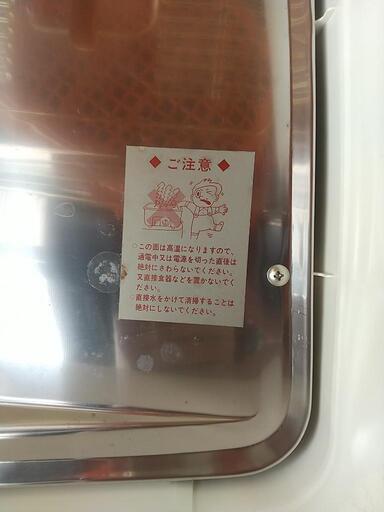 ◆ ご注意 ◆
○この面は高温になりますので、
通電中又は電源を切った直後は
絶対にさわらないでください。
又直接食器などを置かないでく
ださい。
○直接水をかけて清掃することは
絶対にしないでください。